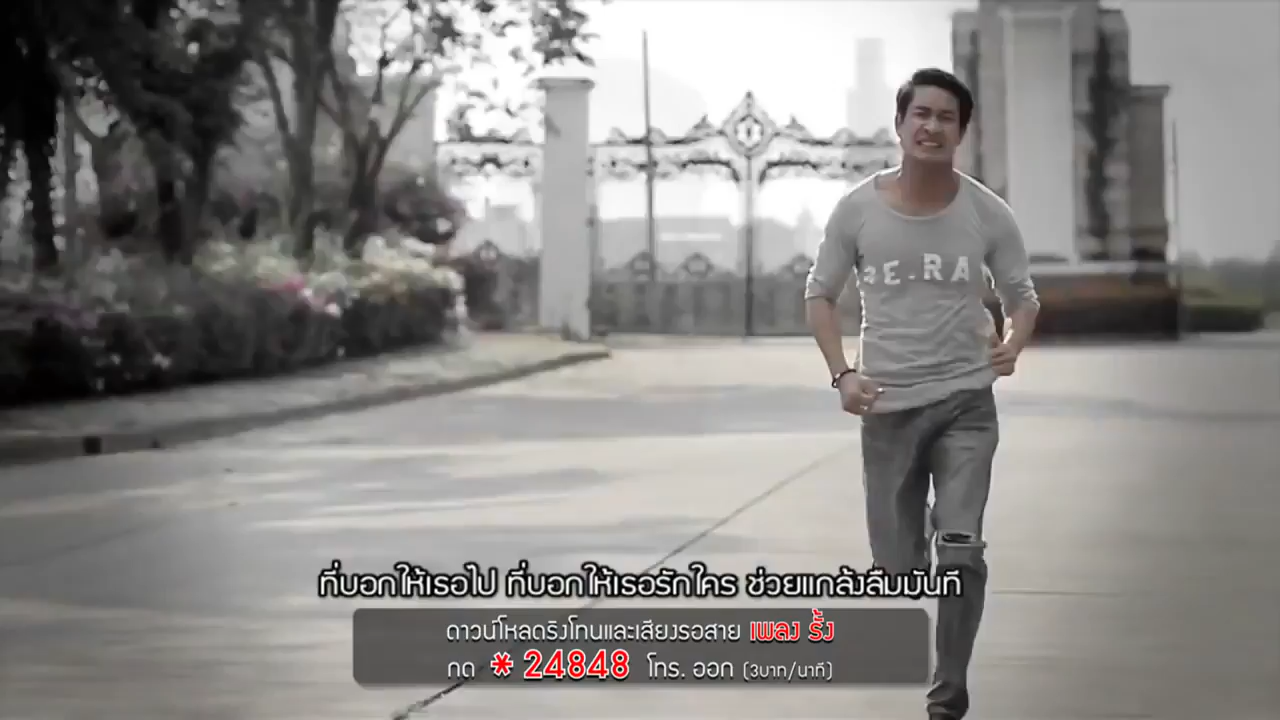 BE.RA
ที่บอกให้เธอไป ที่บอกให้เธอรักใคร ช่วยแกล้งลืมมันที
ดาวน์โหลดริงโทนและเสียงรอสาย เพลง รั้ง
กด * 24848 โทร. ออก (3บาท/นาที)